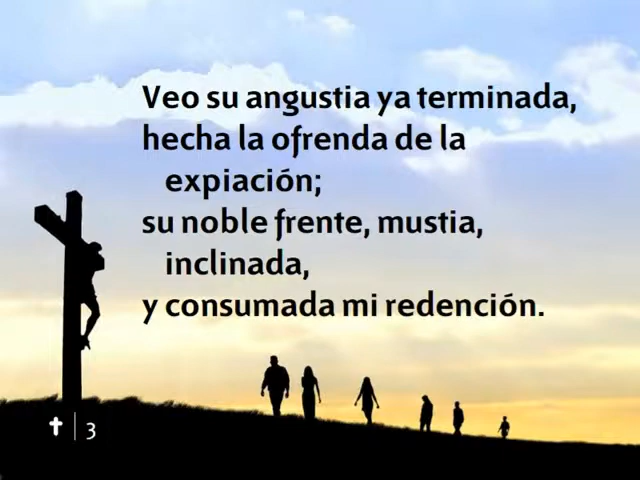 Veo su angustia ya terminada,
hecha la ofrenda de la
expiación;
su noble frente, mustia,
inclinada,
y consumada mi redención.
3